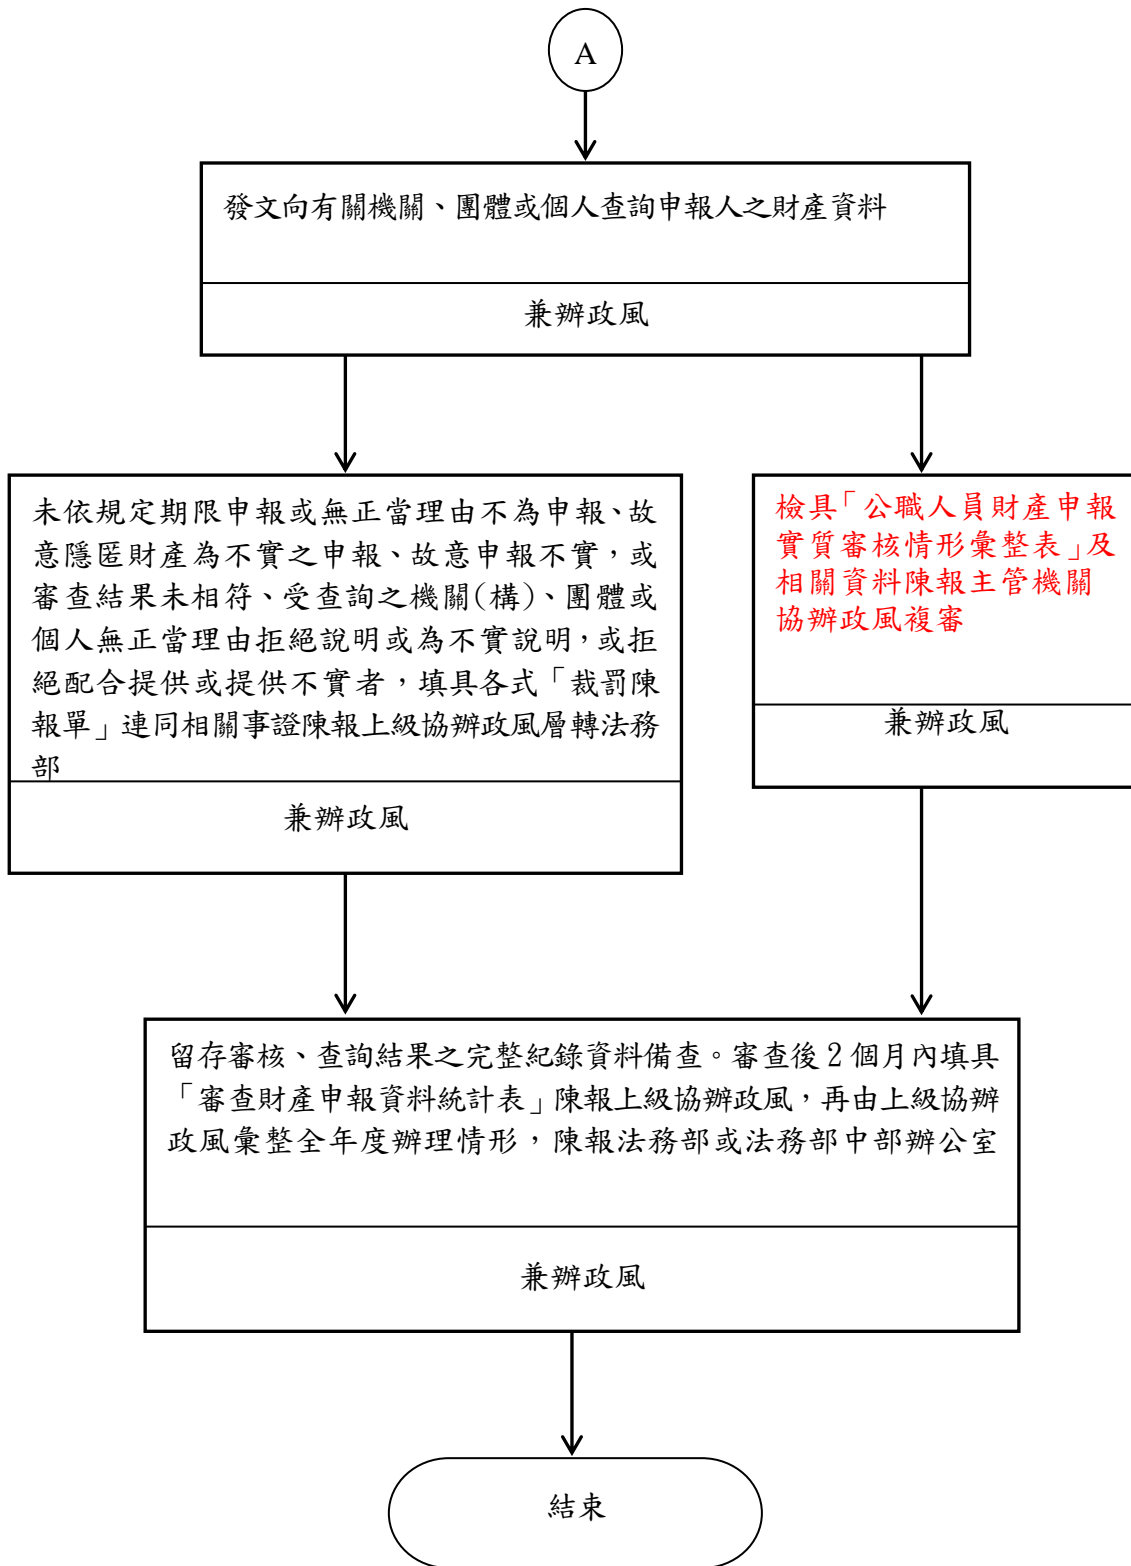 A
發文向有關機關、團體或個人查詢申報人之財產資料
兼辦政風
未依規定期限申報或無正當理由不為申報、故
意隱匿財產為不實之申報、故意申報不實，或
審查結果未相符、受查詢之機關(構)、團體或
個人無正當理由拒絕說明或為不實說明，或拒
絕配合提供或提供不實者，填具各式「裁罰陳
報單」連同相關事證陳報上級協辦政風層轉法務
部
兼辦政風
檢具「公職人員財產申報
實質審核情形彙整表」及
相關資料陳報主管機關
協辦政風複審
兼辦政風
留存審核、查詢結果之完整紀錄資料備查。審查後 2 個月內填具
「審查財產申報資料統計表」陳報上級協辦政風，再由上級協辦
政風彙整全年度辦理情形，陳報法務部或法務部中部辦公室
兼辦政風
結束